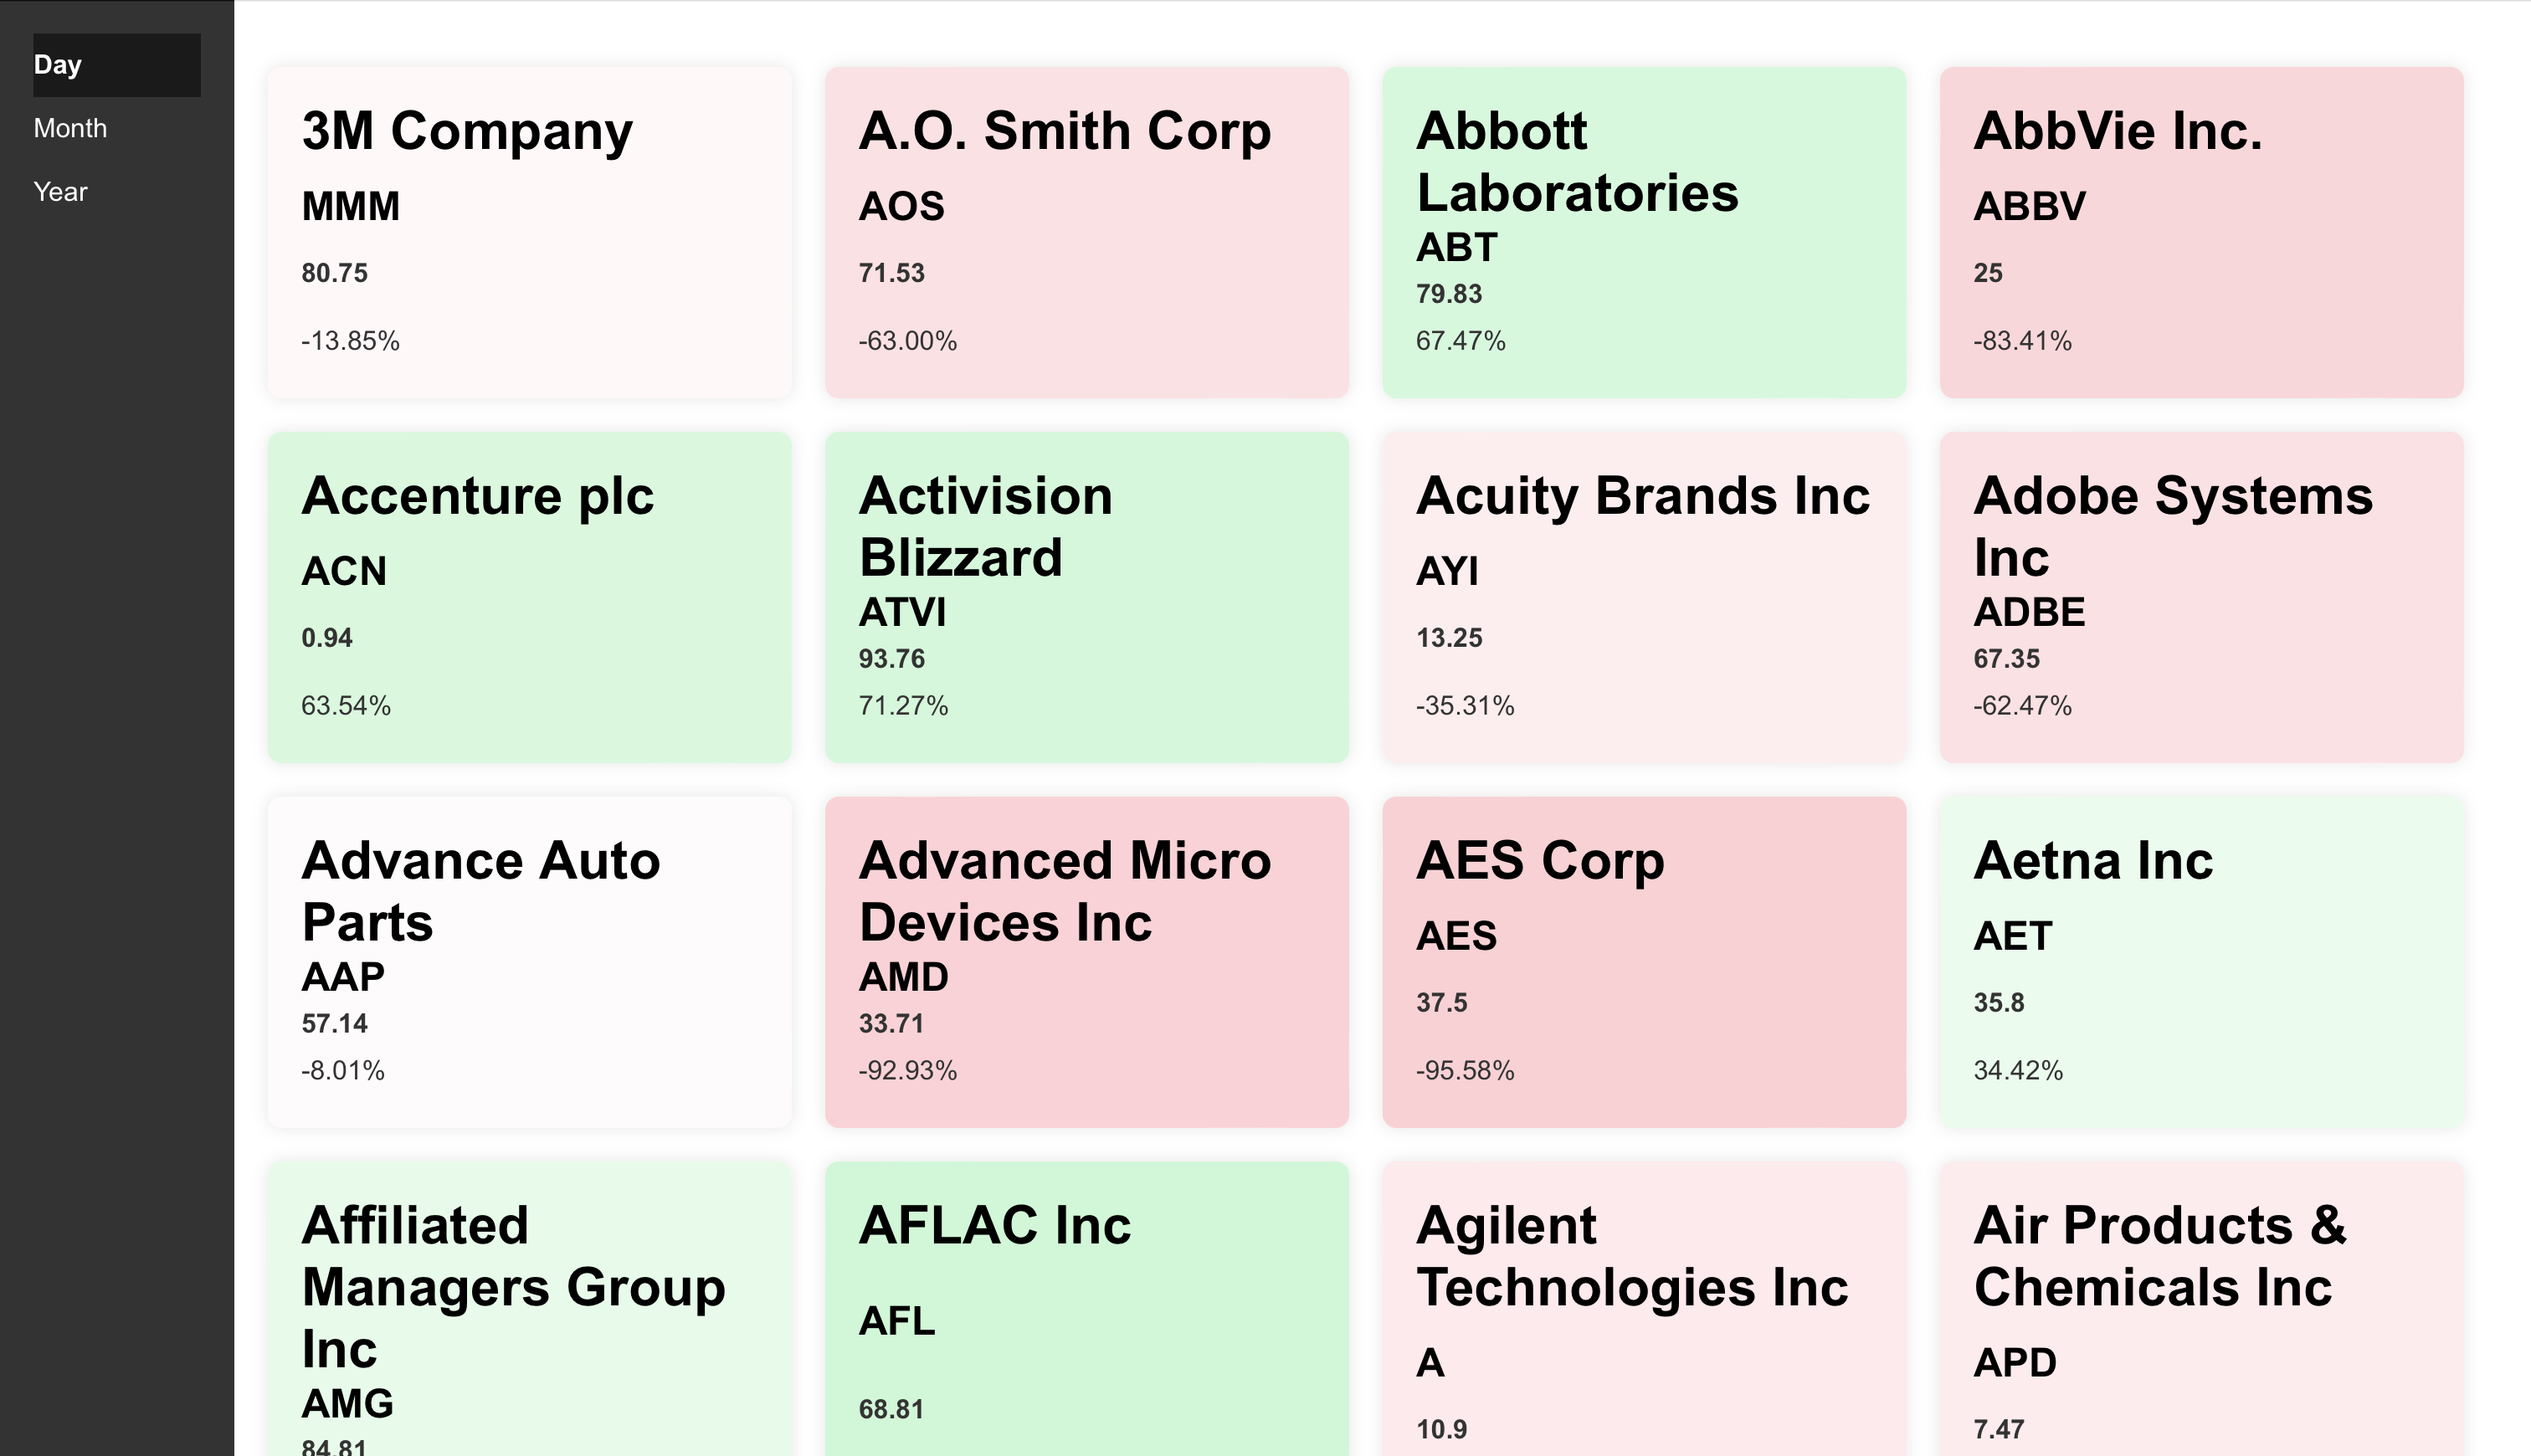 Day
Month
Year
3M Company
MMM
80.75
-13.85%
A.O. Smith Corp
AOS
71.53
-63.00%
Abbott
Laboratories
ABT
79.83
67.47%
AbbVie Inc.
ABBV
25
-83.41%
Accenture plc
ACN
0.94
63.54%
Activision
Blizzard
ATVI
93.76
71.27%
Acuity Brands Inc
AYI
13.25
-35.31%
Adobe Systems
Inc
ADBE
67.35
-62.47%
Advance Auto
Parts
AAP
57.14
-8.01%
Advanced Micro
Devices Inc
AMD
33.71
-92.93%
AES Corp
AES
37.5
-95.58%
Aetna Inc
AET
35.8
34.42%
Affiliated
Managers Group
Inc
AMG
84.81
AFLAC Inc
AFL
68.81
Agilent
Technologies Inc
A
10.9
Air Products &
Chemicals Inc
APD
7.47